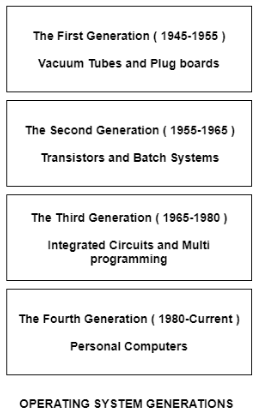 The First Generation ( 1945-1955 )
Vacuum Tubes and Plug boards
The Second Generation ( 1955-1965 )
Transistors and Batch Systems
The Third Generation ( 1965-1980 )
Integrated Circuits and Multi
programming
The Fourth Generation ( 1980-Current )
Personal Computers
OPERATING SYSTEM GENERATIONS